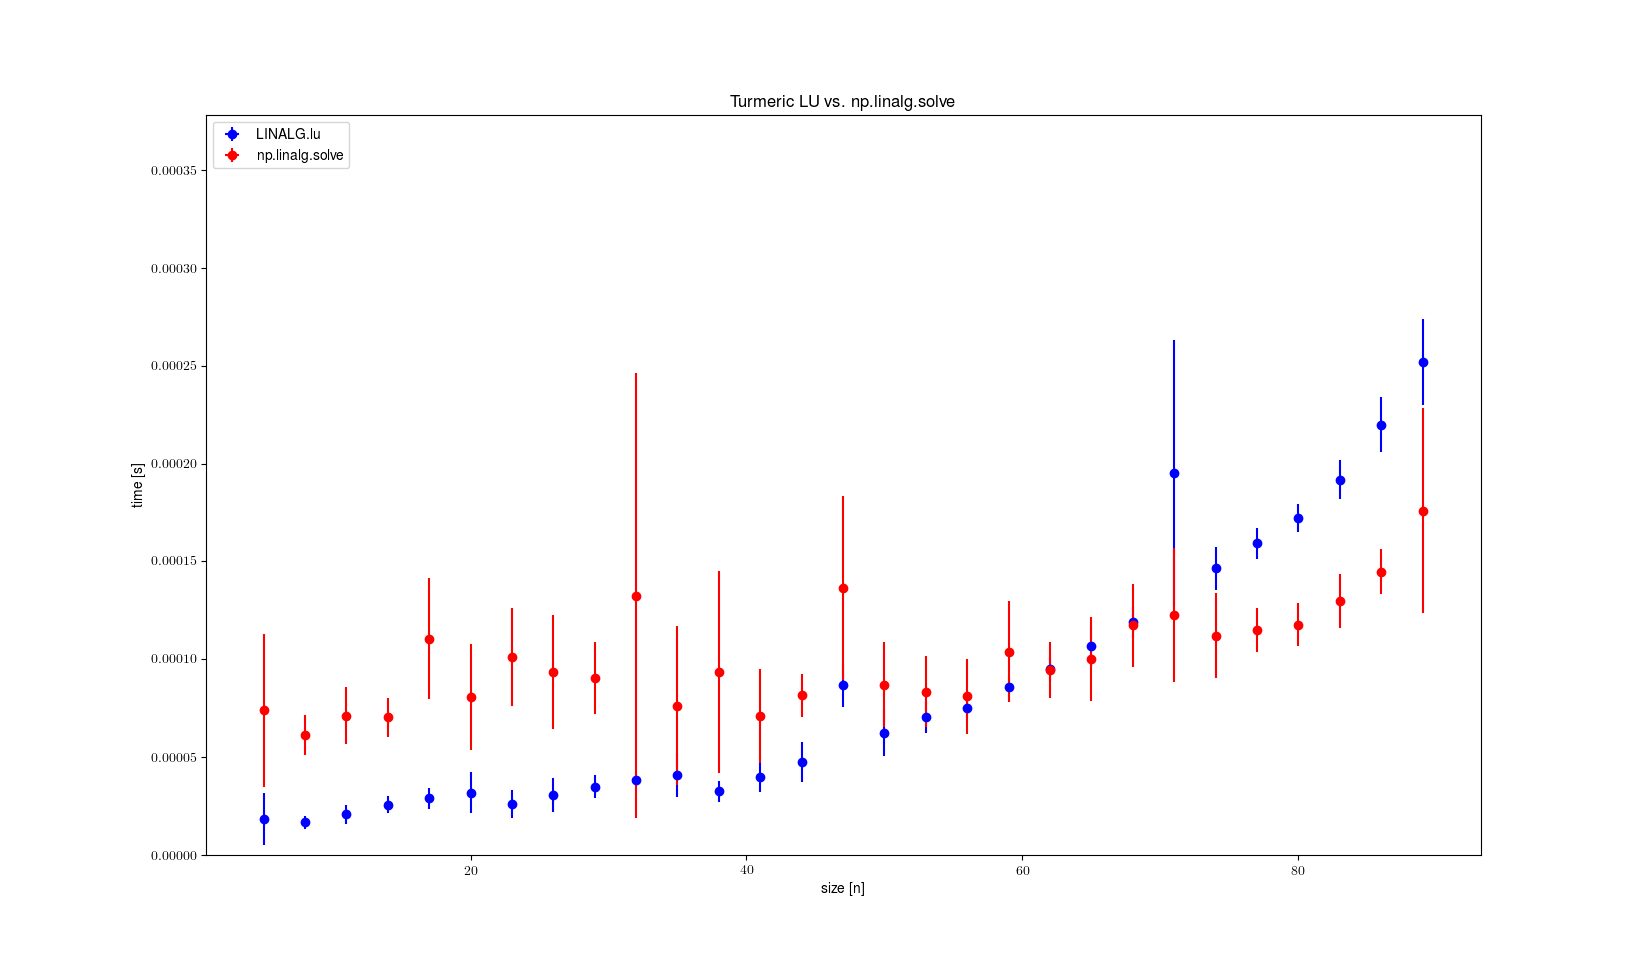 Turmeric LU vs. np.linalg.solve
LINALG.lu
np.linalg.solve
0.00035
0.00030
0.00025
0.00020
0.00015
0.00010
0.00005
0.00000
time [s]
20 40 60 80
size [n]